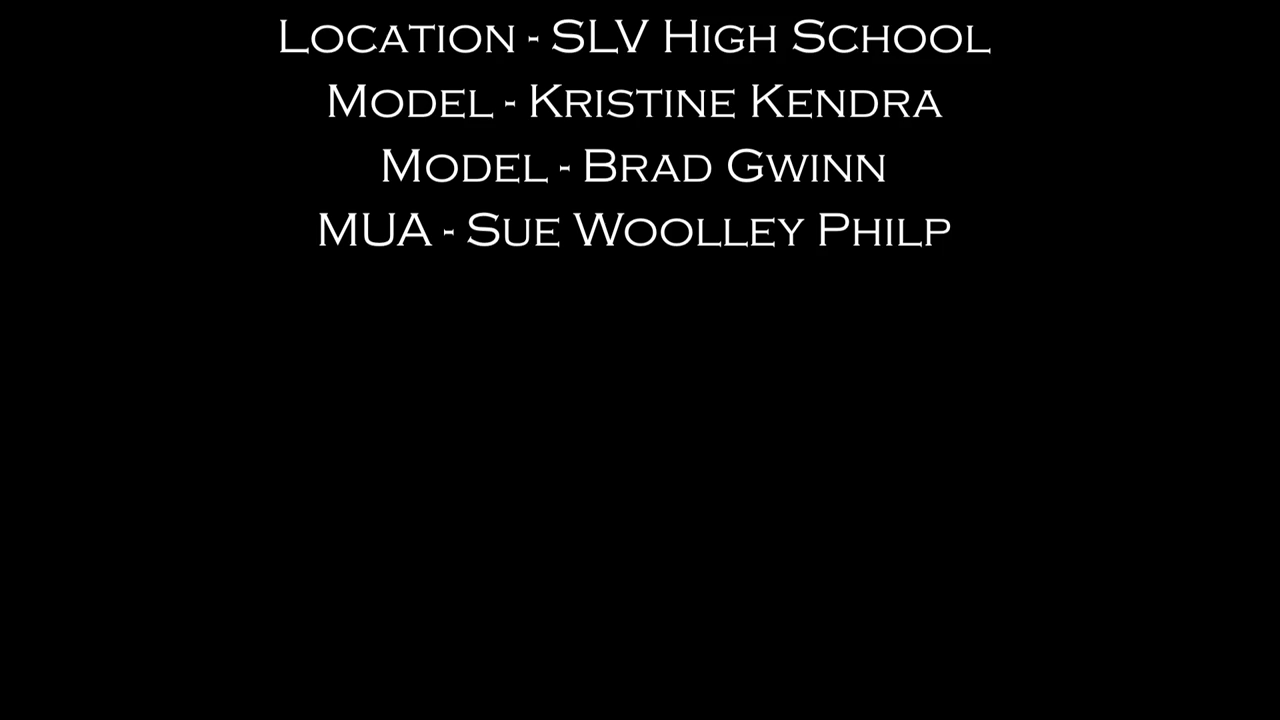 Location - SLV High School
Model - Kristine Kendra
Model - Brad Gwinn
MUA - Sue Woolley Philp